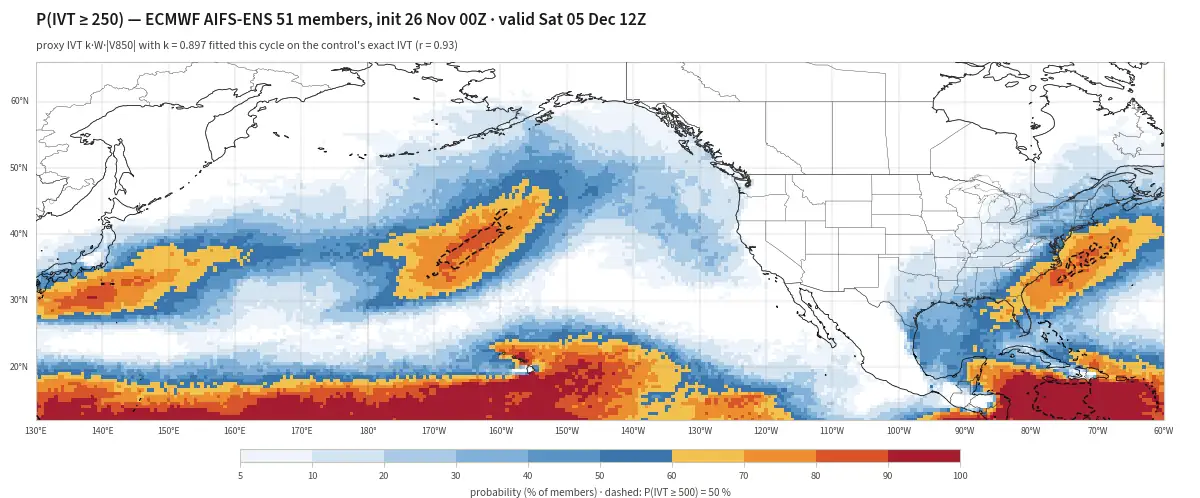 P(IVT ≥ 250) — ECMWF AIFS-ENS 51 members, init 26 Nov 00Z · valid Sat 05 Dec 12Z
proxy IVT k·W·|V850| with k = 0.897 fitted this cycle on the control's exact IVT (r = 0.93)
60°N
50°N
40°N
30°N
20°N
130°E 140°E 150°E 160°E 170°E 180° 170°W 160°W 150°W 140°W 130°W 120°W 110°W 100°W 90°W 80°W 70°W 60°W
5 10 20 30 40 50 60 70 80 90 100
probability (% of members) · dashed: P(IVT ≥ 500) = 50 %